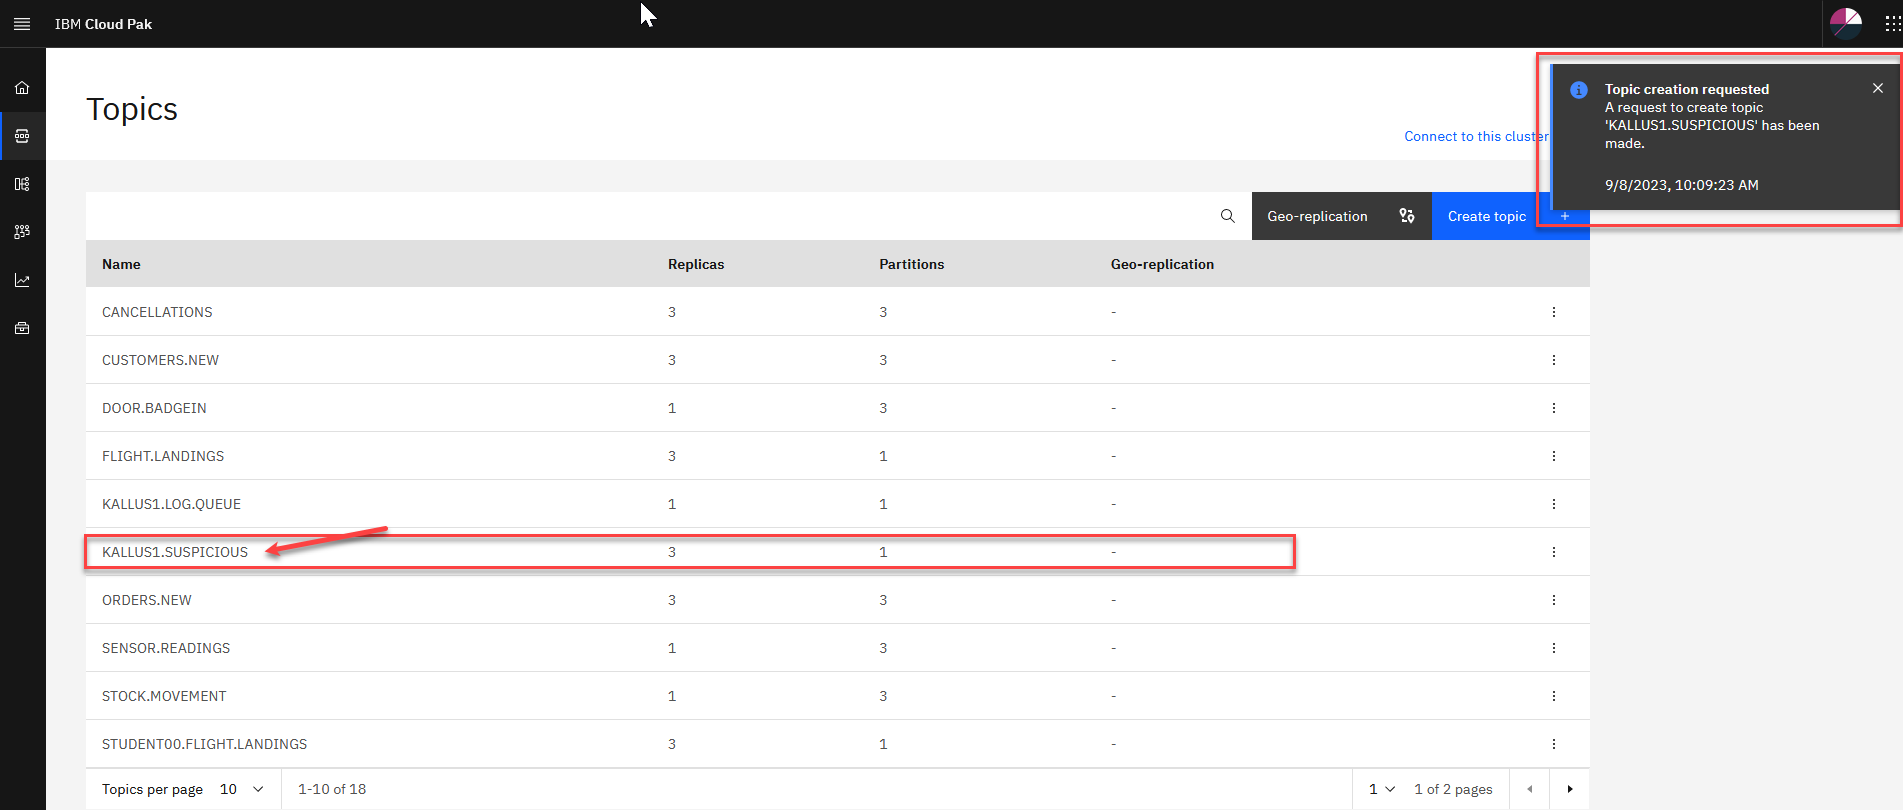 IBM Cloud Pak
Topics
Connect to this cluster
Topic creation requested
A request to create topic
'KALLUS1.SUSPICIOUS' has been
made.
9/8/2023, 10:09:23 AM
Geo-replication
Create topic +
Name Replicas Partitions Geo-replication
CANCELLATIONS 3 3 -
CUSTOMERS.NEW 3 3 -
DOOR.BADGEIN 1 3 -
FLIGHT.LANDINGS 3 1 -
KALLUS1.LOG.QUEUE 1 1 -
KALLUS1.SUSPICIOUS 3 1 -
ORDERS.NEW 3 3 -
SENSOR.READINGS 1 3 -
STOCK.MOVEMENT 1 3 -
STUDENT00.FLIGHT.LANDINGS 3 1 -
Topics per page 10 1-10 of 18 1 1 of 2 pages